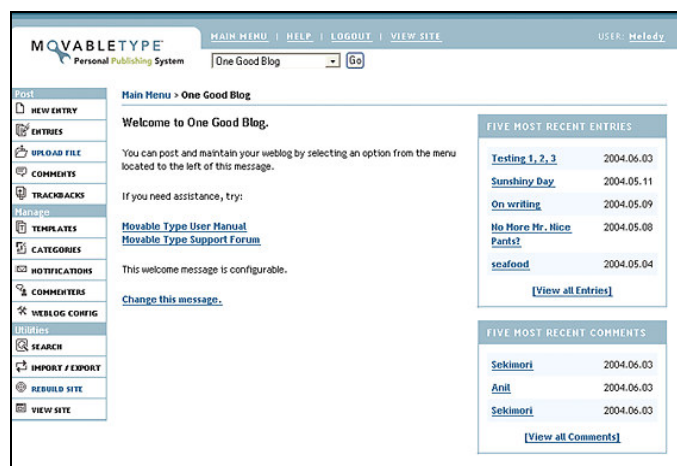 MOVABLETYPE
Personal Publishing System
MAIN MENU | HELP | LOGOUT | VIEW SITE
USER: Melody
One Good Blog
Go
Post
NEW ENTRY
ENTRIES
UPLOAD FILE
COMMENTS
TRACKBACKS
Manage
TEMPLATES
CATEGORIES
NOTIFICATIONS
COMMENTERS
WEBLOG CONFIG
Utilities
SEARCH
IMPORT / EXPORT
REBUILD SITE
VIEW SITE
Main Menu > One Good Blog
Welcome to One Good Blog.
You can post and maintain your weblog by selecting an option from the menu
located to the left of this message.
If you need assistance, try:
Movable Type User Manual
Movable Type Support Forum
This welcome message is configurable.
Change this message.
FIVE MOST RECENT ENTRIES
Testing 1, 2, 3 2004.06.03
Sunshiny Day 2004.05.11
On writing 2004.05.09
No More Mr. Nice 2004.05.08
Pants?
seafood 2004.05.04
[View all Entries]
FIVE MOST RECENT COMMENTS
Sekimori 2004.06.03
Anil 2004.06.03
Sekimori 2004.06.03
[View all Comments]